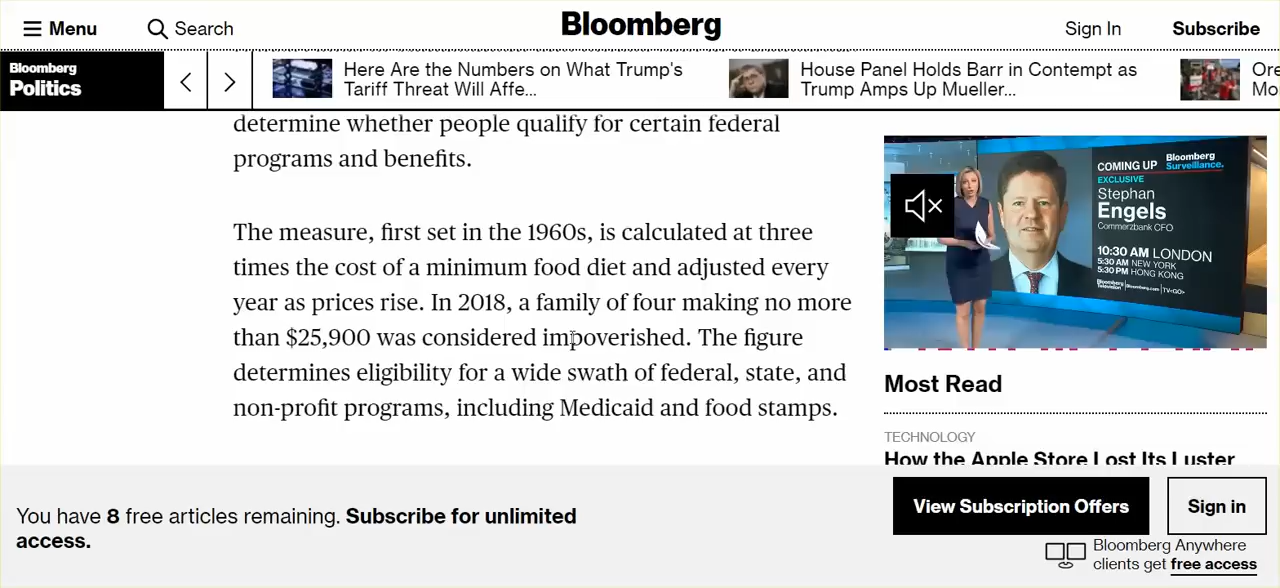 Menu
Search
Bloomberg
Sign In
Subscribe
Bloomberg
Politics
Here Are the Numbers on What Trump's
Tariff Threat Will Affe...
House Panel Holds Barr in Contempt as
Trump Amps Up Mueller...
Ore
Mo
determine whether people qualify for certain federal
programs and benefits.
The measure, first set in the 1960s, is calculated at three
times the cost of a minimum food diet and adjusted every
year as prices rise. In 2018, a family of four making no more
than $25,900 was considered impoverished. The figure
determines eligibility for a wide swath of federal, state, and
non-profit programs, including Medicaid and food stamps.
COMING UP
Bloomberg
Surveillance.
EXCLUSIVE
Stephan
Engels
Commerzbank CFO
10:30 AM LONDON
5:30 AM NEW YORK
5:30 PM HONG KONG
Bloomberg
Television
Bloomberg.com
TV<GO>
Most Read
TECHNOLOGY
How the Apple Store Lost Its Luster
You have 8 free articles remaining. Subscribe for unlimited
access.
View Subscription Offers
Sign in
Bloomberg Anywhere
clients get free access